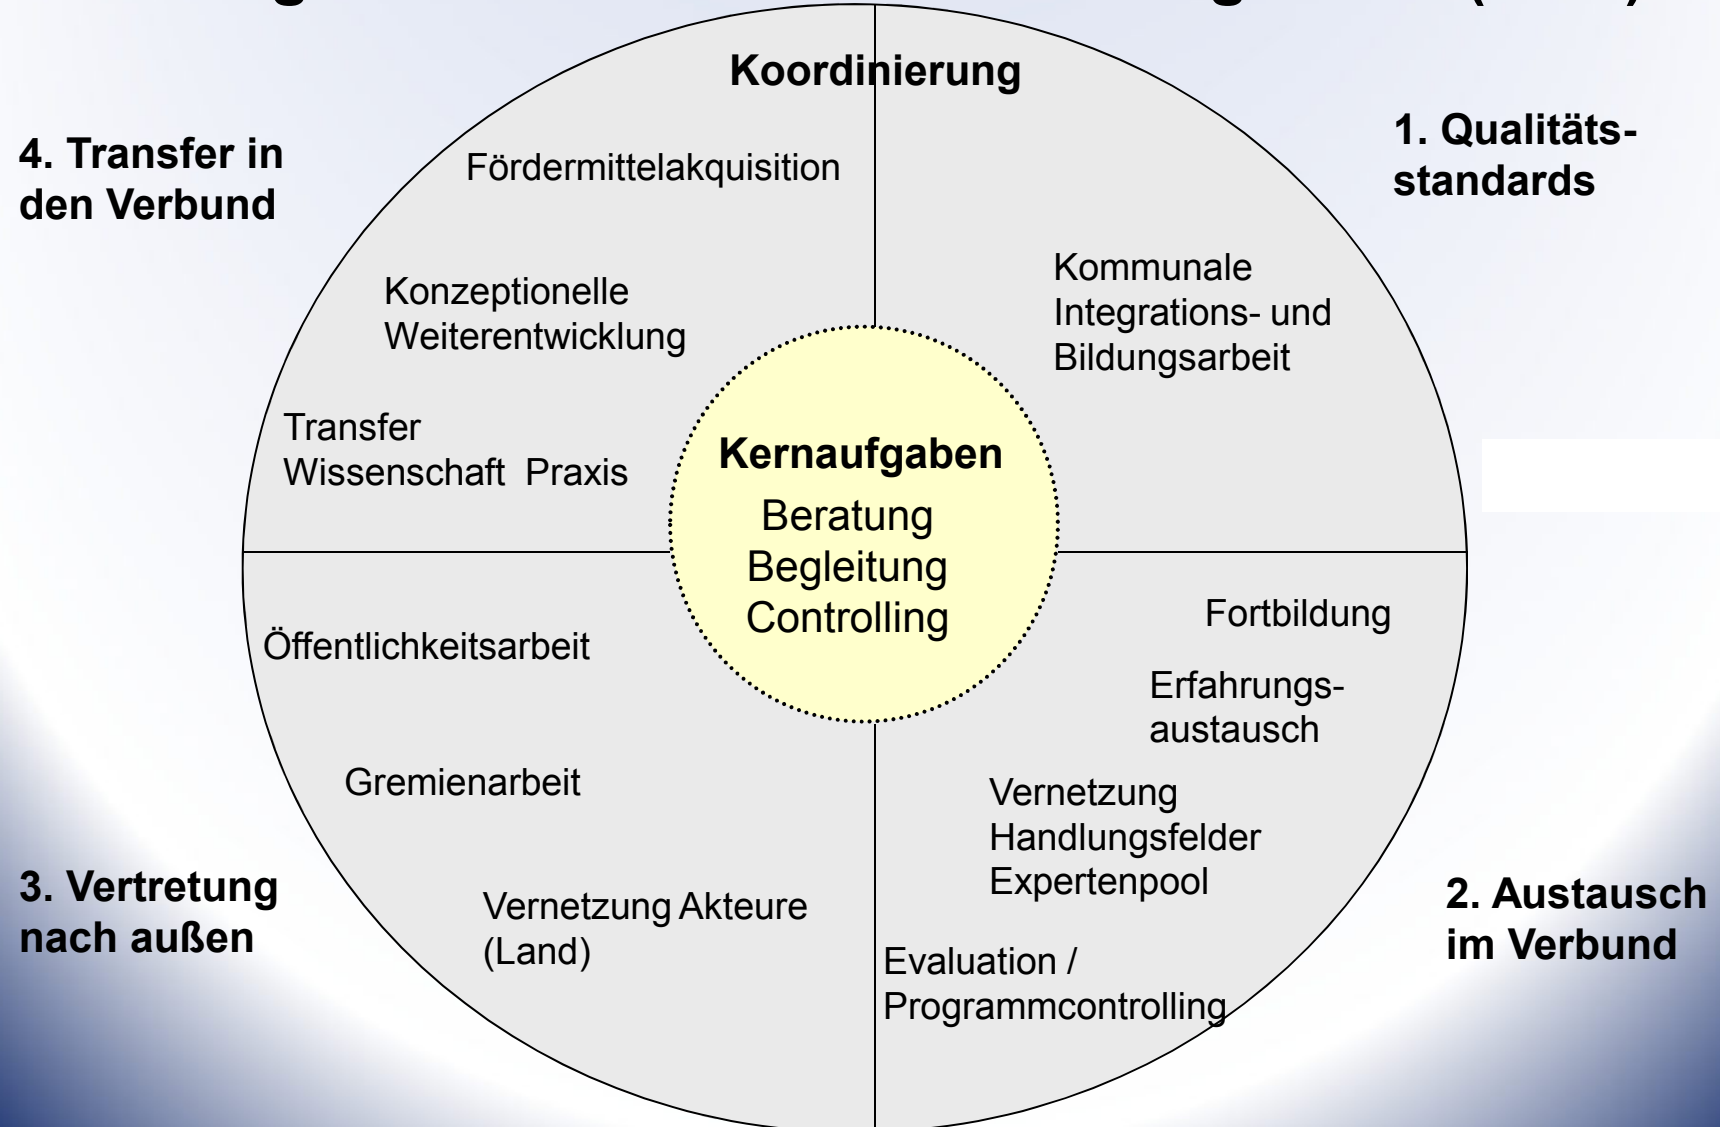 Koordinierung
4. Transfer in
den Verbund
Fördermittelakquisition
Konzeptionelle
Weiterentwicklung
Transfer
Wissenschaft Praxis
1. Qualitäts-
standards
Kommunale
Integrations- und
Bildungsarbeit
Kernaufgaben
Beratung
Begleitung
Controlling
Öffentlichkeitsarbeit
Gremienarbeit
Vernetzung Akteure
(Land)
3. Vertretung
nach außen
Fortbildung
Erfahrungs-
austausch
Vernetzung
Handlungsfelder
Expertenpool
Evaluation /
Programmcontrolling
2. Austausch
im Verbund